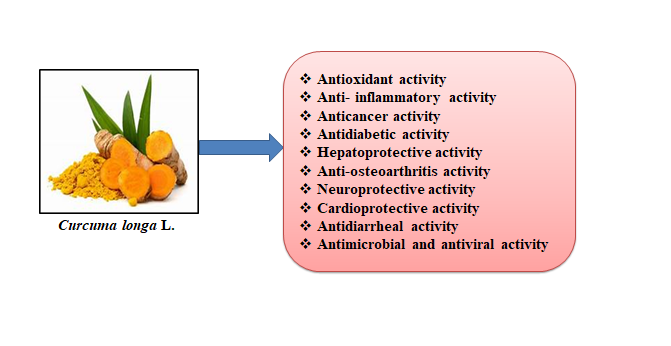 Curcuma longa L.
❖ Antioxidant activity
❖ Anti- inflammatory activity
❖ Anticancer activity
❖ Antidiabetic activity
❖ Hepatoprotective activity
❖ Anti-osteoarthritis activity
❖ Neuroprotective activity
❖ Cardioprotective activity
❖ Antidiarrheal activity
❖ Antimicrobial and antiviral activity